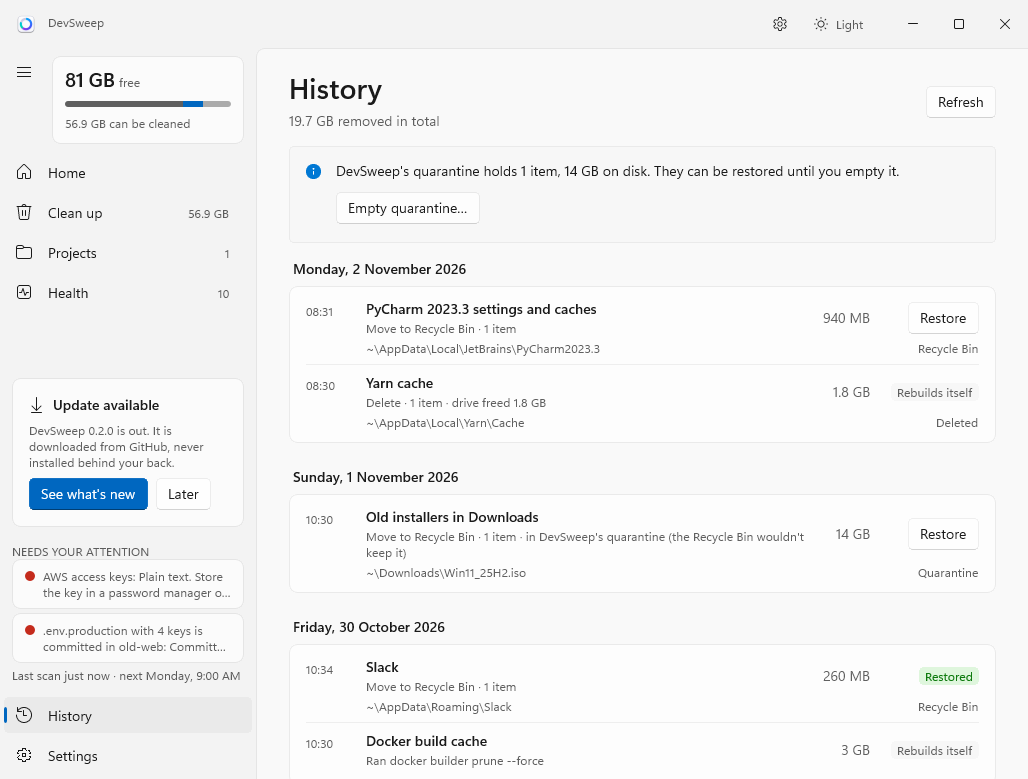 DevSweep
Light
81 GB free
56.9 GB can be cleaned
Home
Clean up 56.9 GB
Projects 1
Health 10
Update available
DevSweep 0.2.0 is out. It is
downloaded from GitHub, never
installed behind your back.
See what's new
Later
NEEDS YOUR ATTENTION
AWS access keys: Plain text. Store
the key in a password manager o...
.env.production with 4 keys is
committed in old-web: Committ...
Last scan just now · next Monday, 9:00 AM
History
Settings
History
19.7 GB removed in total
Refresh
DevSweep's quarantine holds 1 item, 14 GB on disk. They can be restored until you empty it.
Empty quarantine...
Monday, 2 November 2026
08:31 PyCharm 2023.3 settings and caches 940 MB Restore
Move to Recycle Bin · 1 item
~\AppData\Local\JetBrains\PyCharm2023.3 Recycle Bin
08:30 Yarn cache 1.8 GB Rebuilds itself
Delete · 1 item · drive freed 1.8 GB
~\AppData\Local\Yarn\Cache Deleted
Sunday, 1 November 2026
10:30 Old installers in Downloads 14 GB Restore
Move to Recycle Bin · 1 item · in DevSweep's quarantine (the Recycle Bin wouldn't
keep it)
~\Downloads\Win11_25H2.iso Quarantine
Friday, 30 October 2026
10:34 Slack 260 MB Restored
Move to Recycle Bin · 1 item
~\AppData\Roaming\Slack Recycle Bin
10:30 Docker build cache 3 GB Rebuilds itself
Ran docker builder prune --force